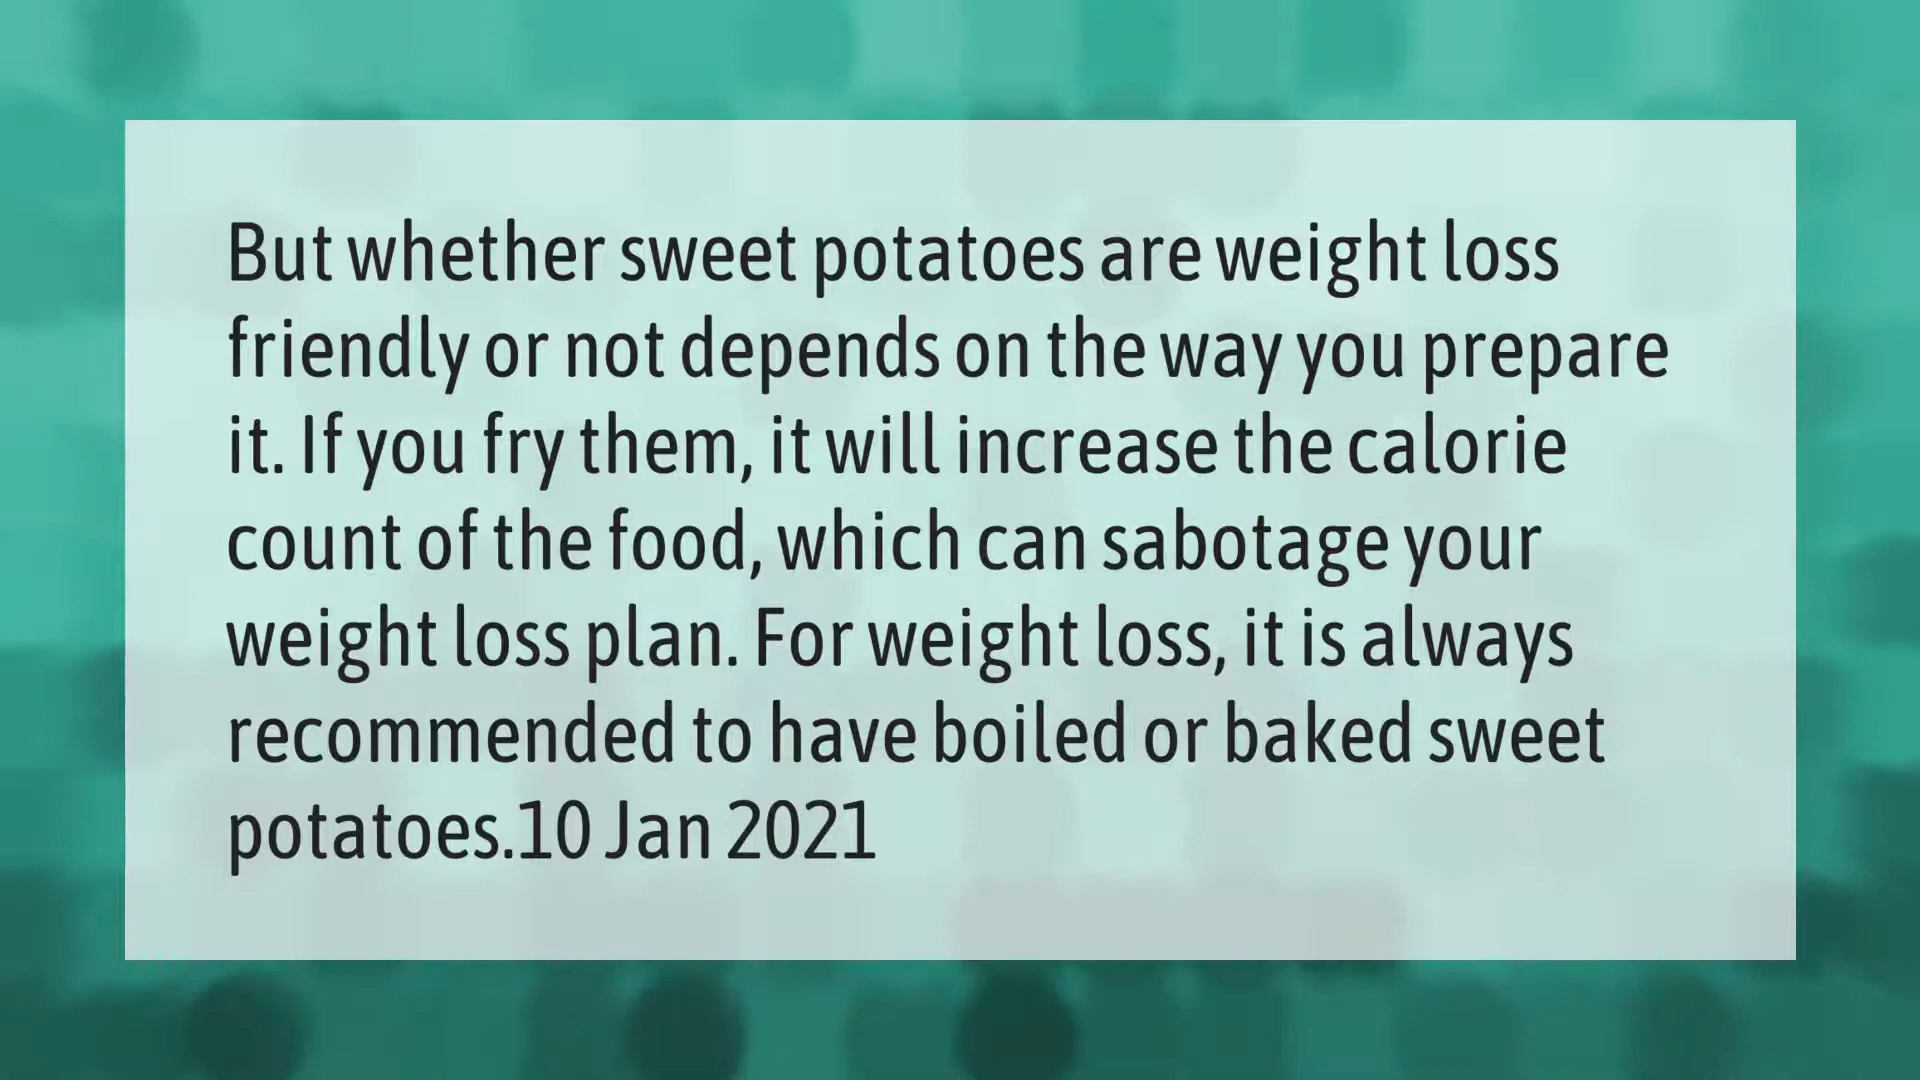 But whether sweet potatoes are weight loss
friendly or not depends on the way you prepare
it. If you fry them, it will increase the calorie
count of the food, which can sabotage your
weight loss plan. For weight loss, it is always
recommended to have boiled or baked sweet
potatoes.10 Jan 2021